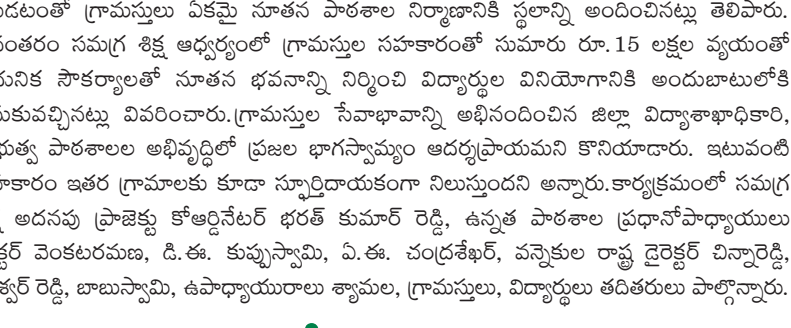 డటంతో గ్రామస్తులు ఏకమై నూతన పాఠశాల నిర్మాణానికి స్థలాన్ని అందించినట్లు తెలిపారు.
ంతరం సమగ్ర శిక్ష ఆధ్వర్యంలో గ్రామస్తుల సహకారంతో సుమారు రూ. 15 లక్షల వ్యయంతో
ునిక సౌకర్యాలతో నూతన భవనాన్ని నిర్మించి విద్యార్థుల వినియోగానికి అందుబాటులోకి
ుకువచ్చినట్లు వివరించారు.గ్రామస్తుల సేవాభావాన్ని అభినందించిన జిల్లా విద్యాశాఖాధికారి,
భుత్వ పాఠశాలల అభివృద్ధిలో ప్రజల భాగస్వామ్యం ఆదర్శప్రాయమని కొనియాడారు. ఇటువంటి
కారం ఇతర గ్రామాలకు కూడా స్ఫూర్తిదాయకంగా నిలుస్తుందని అన్నారు.కార్యక్రమంలో సమగ్ర
అదనపు ప్రాజెక్టు కోఆర్డినేటర్ భరత్ కుమార్ రెడ్డి, ఉన్నత పాఠశాల ప్రధానోపాధ్యాయులు
క్టర్ వెంకటరమణ, డి.ఈ. కుప్పుస్వామి, ఏ.ఈ. చంద్రశేఖర్, వన్నెకుల రాష్ట్ర డైరెక్టర్ చిన్నారెడ్డి,
శ్వర్ రెడ్డి, బాబుస్వామి, ఉపాధ్యాయురాలు శ్యామల, గ్రామస్తులు, విద్యార్థులు తదితరులు పాల్గొన్నారు.